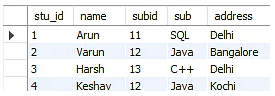 stu_id name subid sub address
1 Arun 11 SQL Delhi
2 Varun 12 Java Bangalore
3 Harsh 13 C++ Delhi
4 Keshav 12 Java Kochi